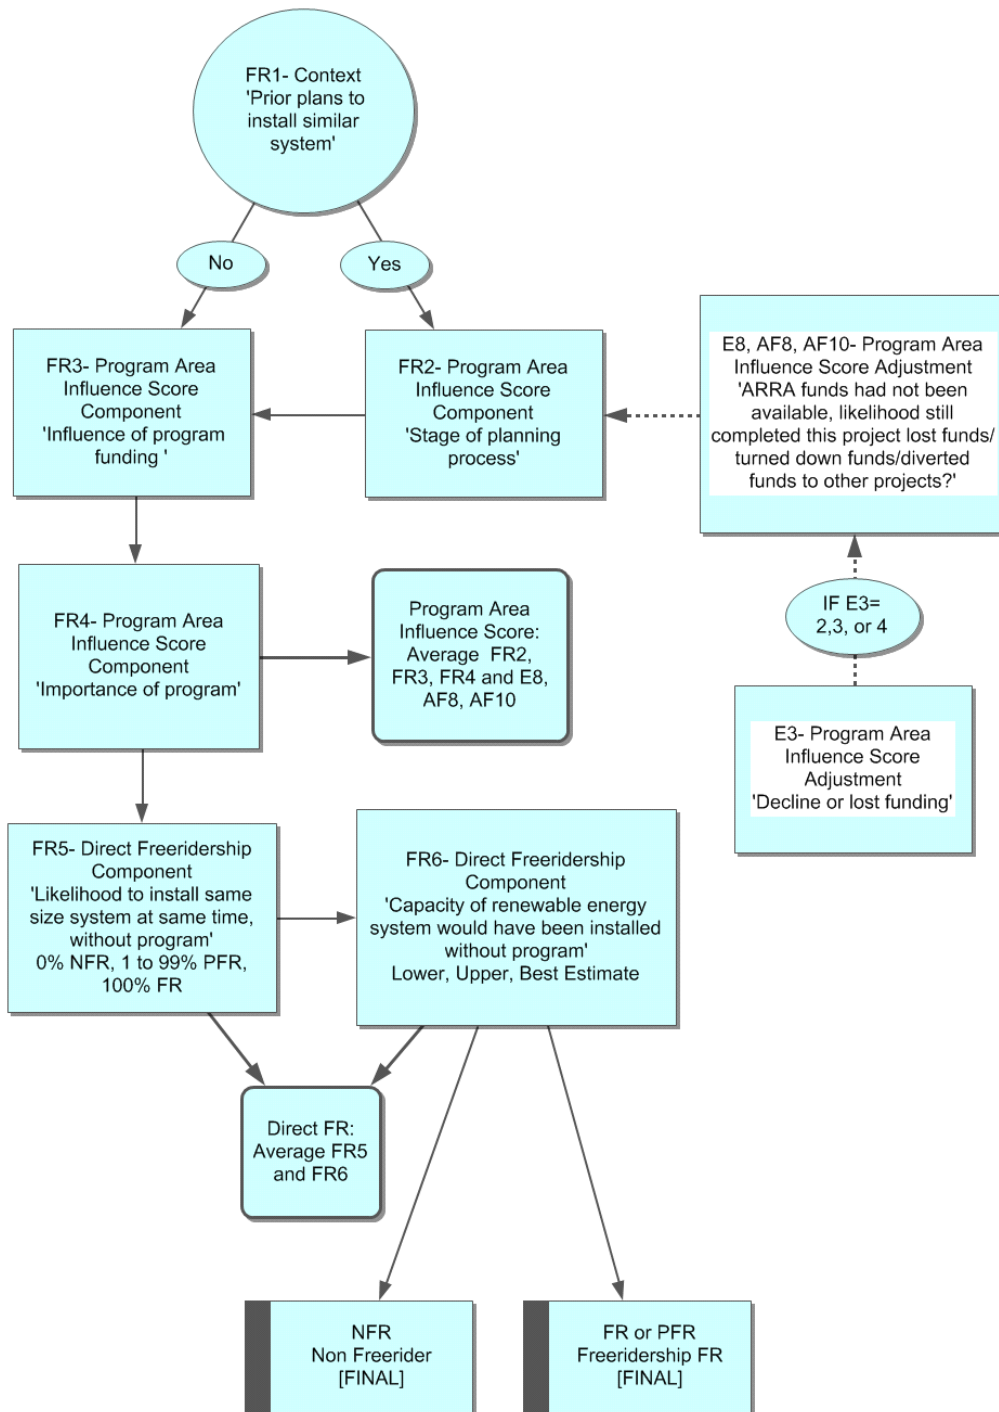 FR1- Context
'Prior plans to
install similar
system'
No
Yes
FR3- Program Area
Influence Score
Component
'Influence of program
funding '
FR2- Program Area
Influence Score
Component
'Stage of planning
process'
E8, AF8, AF10- Program Area
Influence Score Adjustment
'ARRA funds had not been
available, likelihood still
completed this project lost funds/
turned down funds/diverted
funds to other projects?'
IF E3=
2,3, or 4
E3- Program Area
Influence Score
Adjustment
'Decline or lost funding'
FR4- Program Area
Influence Score
Component
'Importance of program'
Program Area
Influence Score:
Average FR2,
FR3, FR4 and E8,
AF8, AF10
FR5- Direct Freeridership
Component
'Likelihood to install same
size system at same time,
without program'
0% NFR, 1 to 99% PFR,
100% FR
FR6- Direct Freeridership
Component
'Capacity of renewable energy
system would have been installed
without program'
Lower, Upper, Best Estimate
Direct FR:
Average FR5
and FR6
NFR
Non Freerider
[FINAL]
FR or PFR
Freeridership FR
[FINAL]